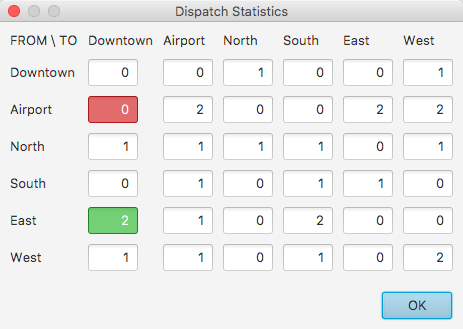 Dispatch Statistics
FROM \ TO Downtown Airport North South East West
Downtown 0 0 1 0 0 1
Airport 0 2 0 0 2 2
North 1 1 1 1 0 1
South 0 1 0 1 1 0
East 2 1 0 2 0 0
West 1 1 0 1 0 2
OK